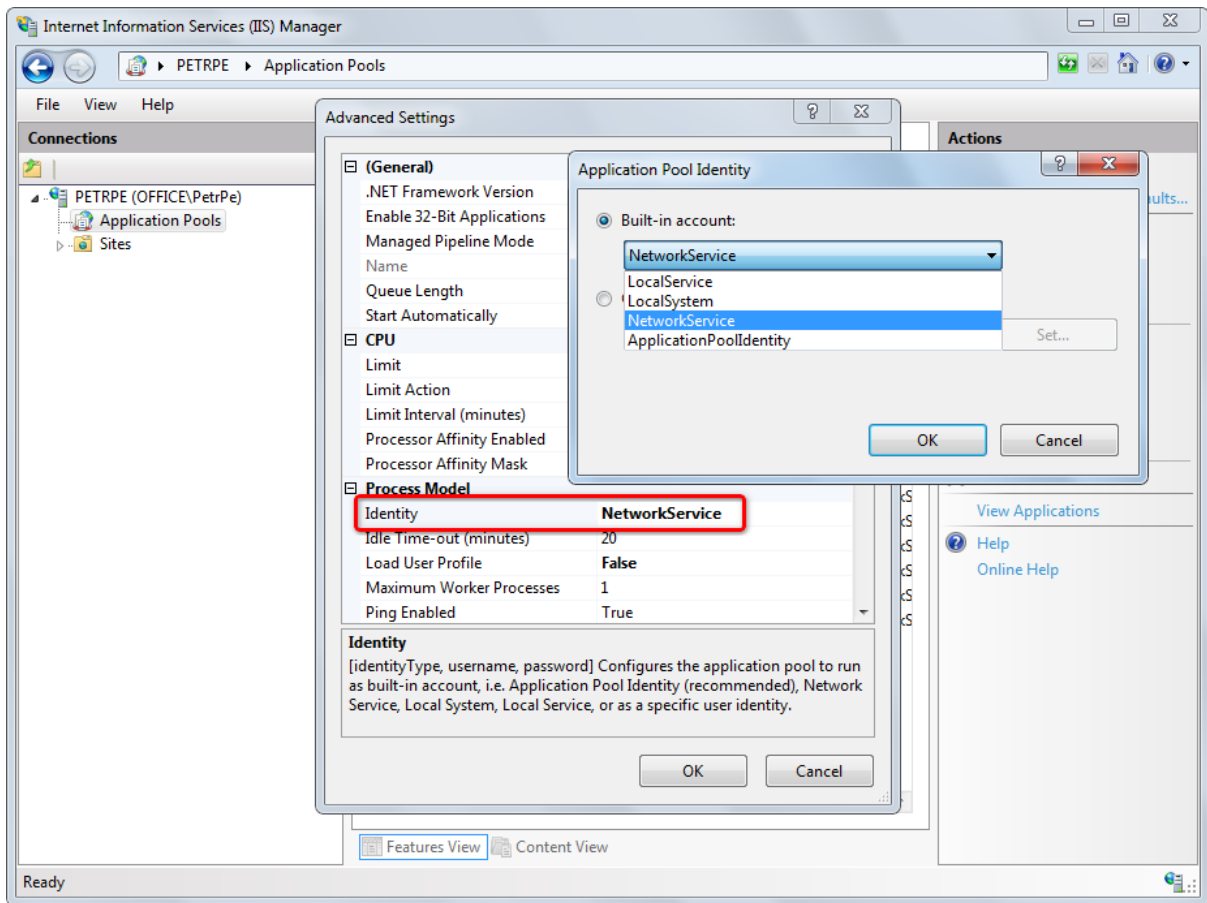 Internet Information Services (IIS) Manager
PETRPE
Application Pools
File View Help
Connections
PETRPE (OFFICE\PetrPe)
Application Pools
Sites
Advanced Settings
(General)
.NET Framework Version
Enable 32-Bit Applications
Managed Pipeline Mode
Name
Queue Length
Start Automatically
CPU
Limit
Limit Action
Limit Interval (minutes)
Processor Affinity Enabled
Processor Affinity Mask
Process Model
Identity NetworkService
Idle Time-out (minutes) 20
Load User Profile False
Maximum Worker Processes 1
Ping Enabled True
Identity
[identityType, username, password] Configures the application pool to run
as built-in account, i.e. Application Pool Identity (recommended), Network
Service, Local System, Local Service, or as a specific user identity.
OK Cancel
Application Pool Identity
Built-in account:
NetworkService
LocalService
LocalSystem
NetworkService
ApplicationPoolIdentity
Set...
OK Cancel
Actions
View Applications
Help
Online Help
Features View Content View
Ready